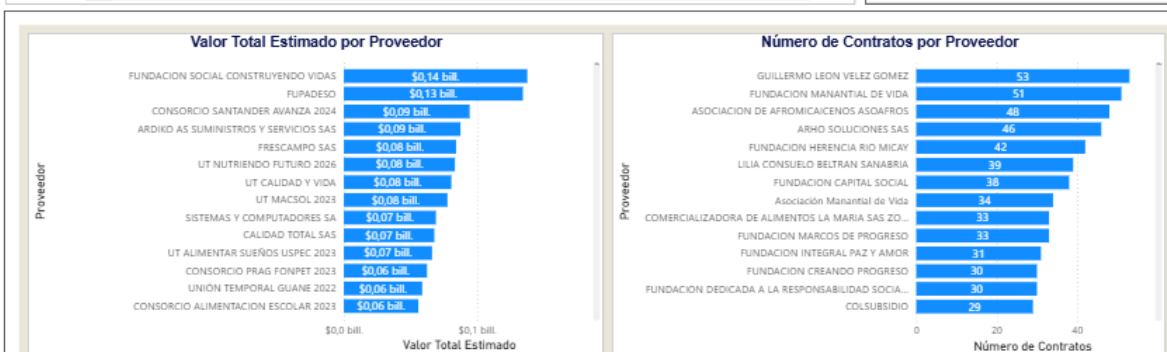 Valor Total Estimado por Proveedor
Proveedor
FUNDACION SOCIAL CONSTRUYENDO VIDAS $0,14 bill.
FUPADESO $0,13 bill.
CONSORCIO SANTANDER AVANZA 2024 $0,09 bill.
ARDIKO AS SUMINISTROS Y SERVICIOS SAS $0,09 bill.
FRESCAMPO SAS $0,08 bill.
UT NUTRIENDO FUTURO 2026 $0,08 bill.
UT CALIDAD Y VIDA $0,08 bill.
UT MACSOL 2023 $0,08 bill.
SISTEMAS Y COMPUTADORES SA $0,07 bill.
CALIDAD TOTAL SAS $0,07 bill.
UT ALIMENTAR SUEÑOS USPEC 2023 $0,07 bill.
CONSORCIO PRAG FONPET 2023 $0,06 bill.
UNIÓN TEMPORAL GUANE 2022 $0,06 bill.
CONSORCIO ALIMENTACION ESCOLAR 2023 $0,06 bill.
$0,0 bill. $0,1 bill.
Valor Total Estimado
Número de Contratos por Proveedor
Proveedor
GUILLERMO LEON VELEZ GOMEZ 53
FUNDACION MANANTIAL DE VIDA 51
ASOCIACION DE AFROMICAICENOS ASOAFROS 48
ARHO SOLUCIONES SAS 46
FUNDACION HERENCIA RIO MICAY 42
LILIA CONSUELO BELTRAN SANABRIA 39
FUNDACION CAPITAL SOCIAL 38
Asociación Manantial de Vida 34
COMERCIALIZADORA DE ALIMENTOS LA MARIA SAS ZO... 33
FUNDACION MARCOS DE PROGRESO 33
FUNDACION INTEGRAL PAZ Y AMOR 31
FUNDACION CREANDO PROGRESO 30
FUNDACION DEDICADA A LA RESPONSABILIDAD SOCIA... 30
COLSUBSIDIO 29
0 20 40
Número de Contratos